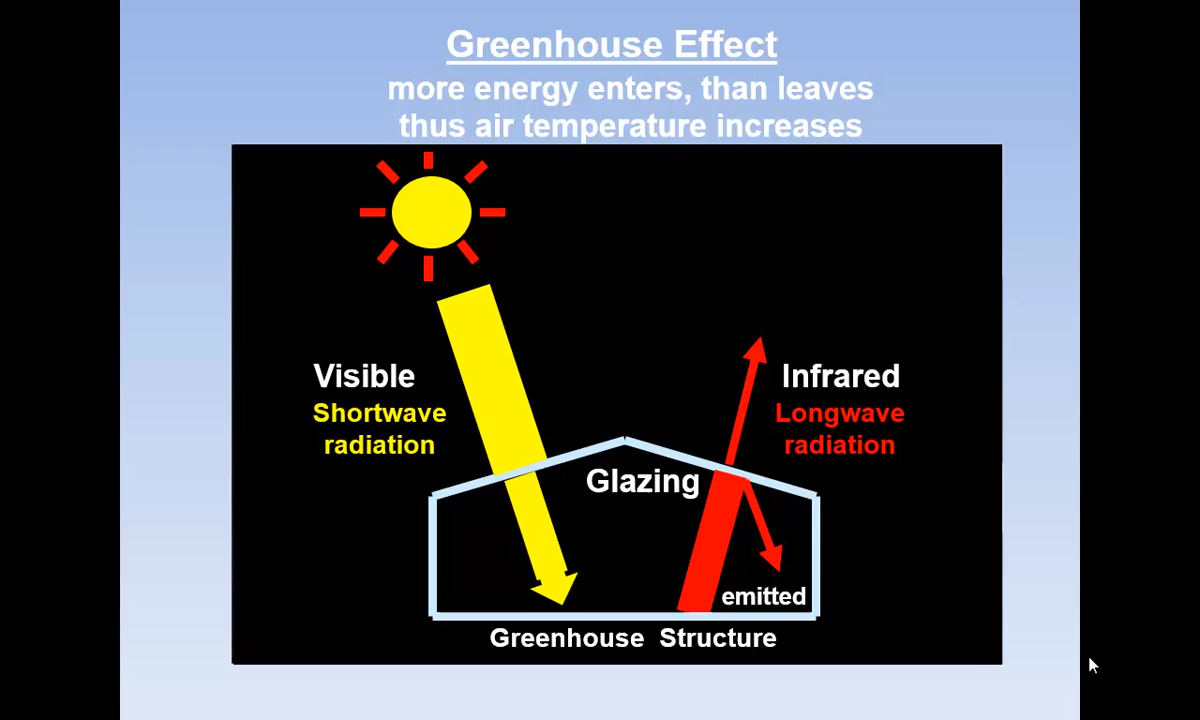 Greenhouse Effect
more energy enters, than leaves
thus air temperature increases
Visible
Shortwave
radiation
Infrared
Longwave
radiation
Glazing
emitted
Greenhouse Structure